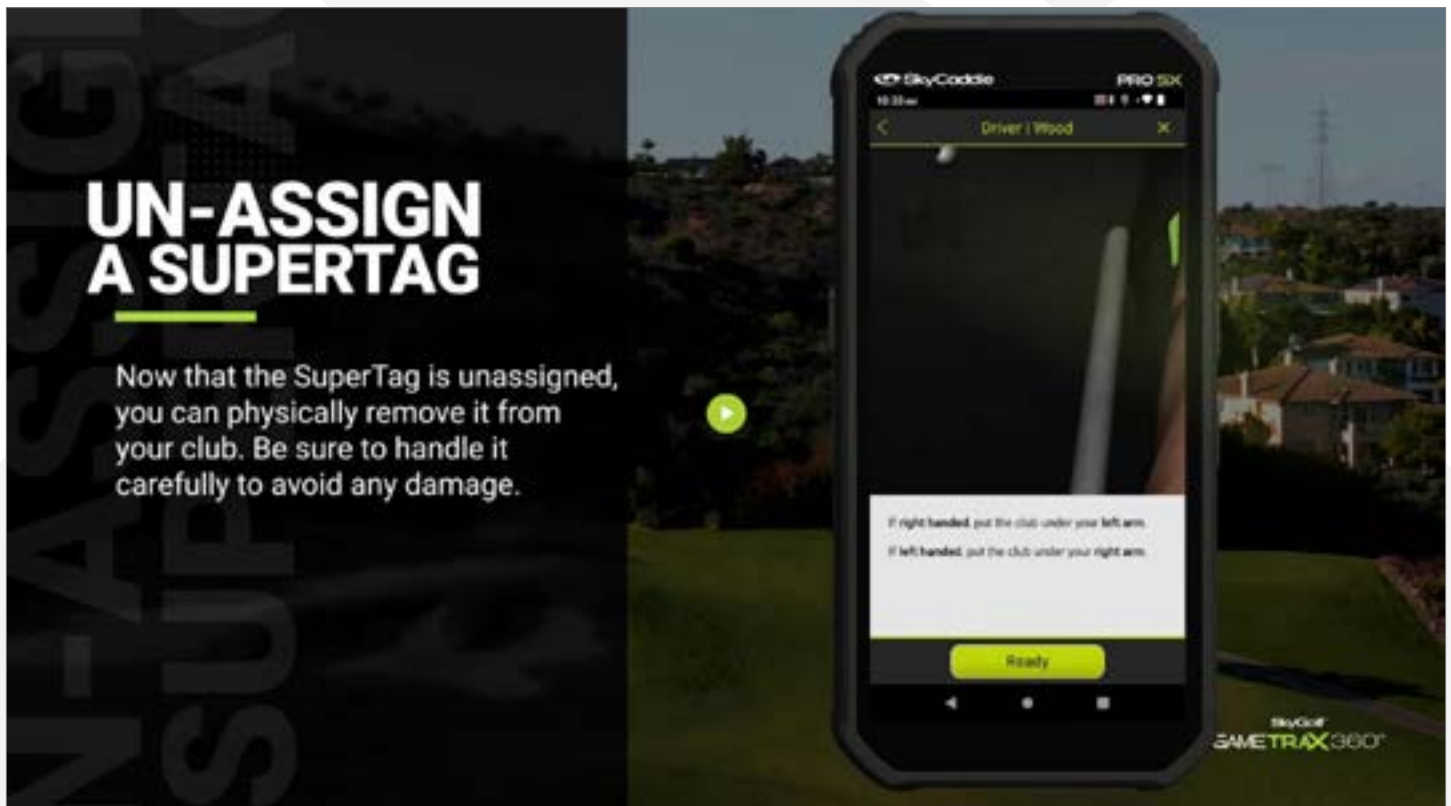 UN-ASSIGN
A SUPERTAG
Now that the SuperTag is unassigned,
you can physically remove it from
your club. Be sure to handle it
carefully to avoid any damage.
SkyCaddie PRO 5X
Driver | Wood
If right handed, put the club under your left arm.
If left handed, put the club under your right arm.
Ready
SkyGolf
GAMETRAX360°